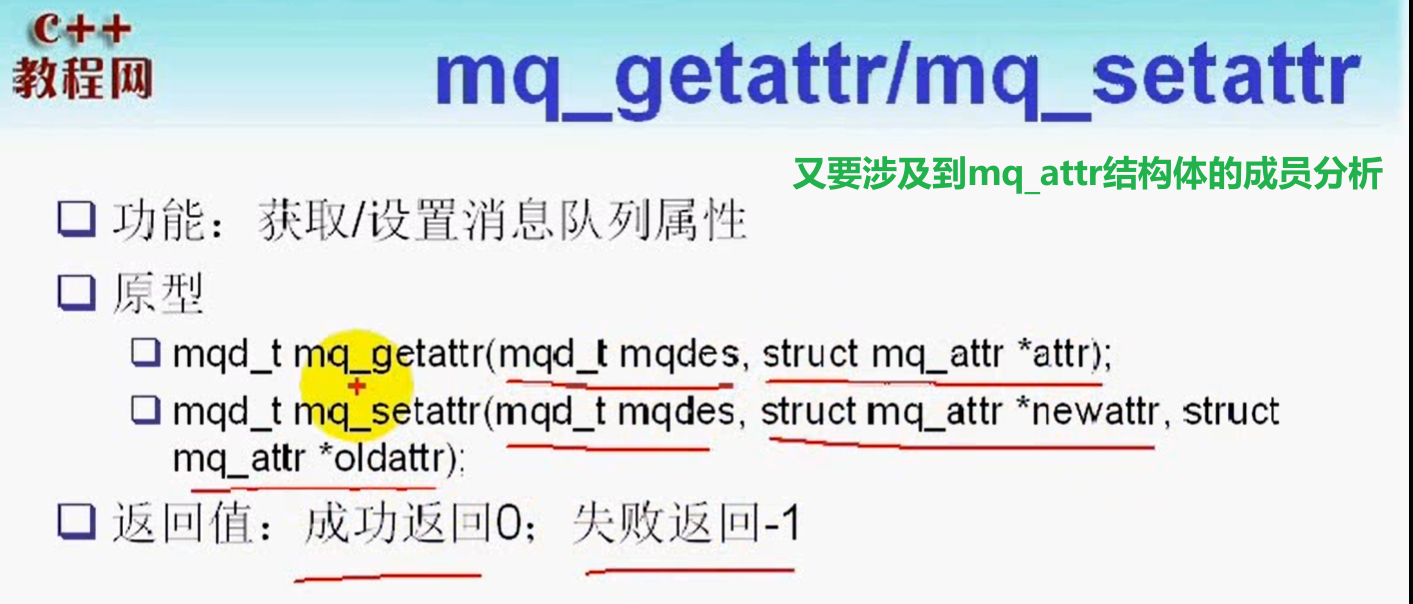 C++
教程网
mq_getattr/mq_setattr
又要涉及到mq_attr结构体的成员分析
功能：获取/设置消息队列属性
原型
mqd_t mq_getattr(mqd_t mqdes, struct mq_attr *attr);
mqd_t mq_setattr(mqd_t mqdes, struct mq_attr *newattr, struct
mq_attr *oldattr);
返回值：成功返回0；失败返回-1